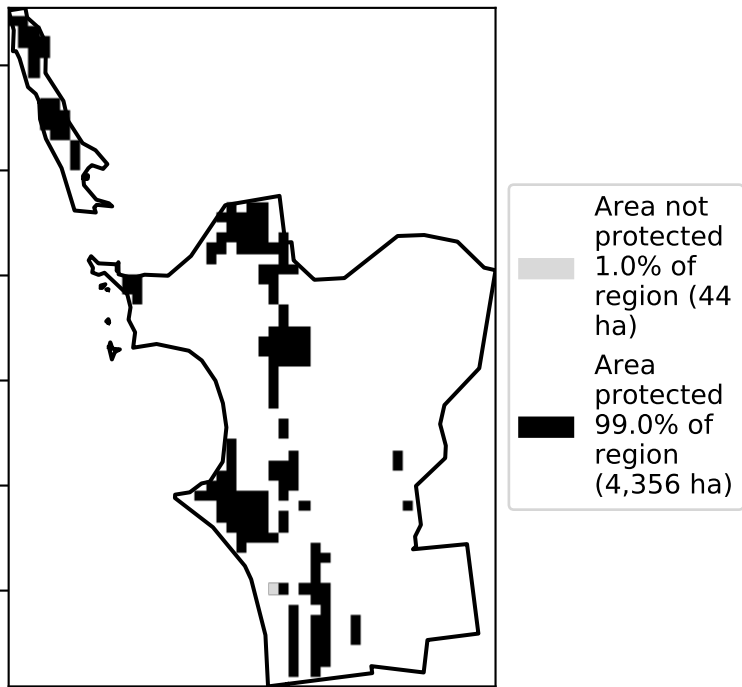 Area not
protected
1.0% of
region (44
ha)
Area
protected
99.0% of
region
(4,356 ha)